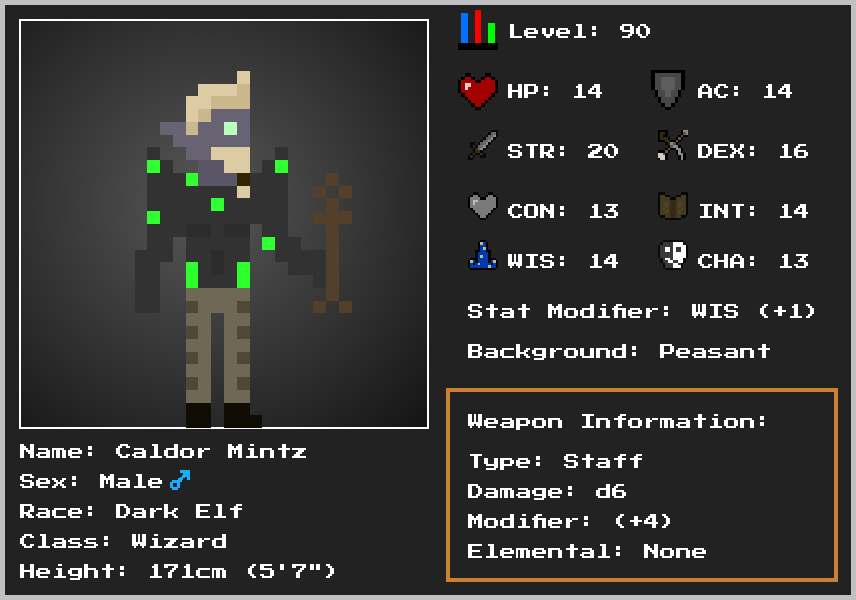 Level: 90
HP: 14
AC: 14
STR: 20
DEX: 16
CON: 13
INT: 14
WIS: 14
CHA: 13
Stat Modifier: WIS (+1)
Background: Peasant
Weapon Information:
Type: Staff
Damage: d6
Modifier: (+4)
Elemental: None
Name: Caldor Mintz
Sex: Male♂
Race: Dark Elf
Class: Wizard
Height: 171cm (5'7")